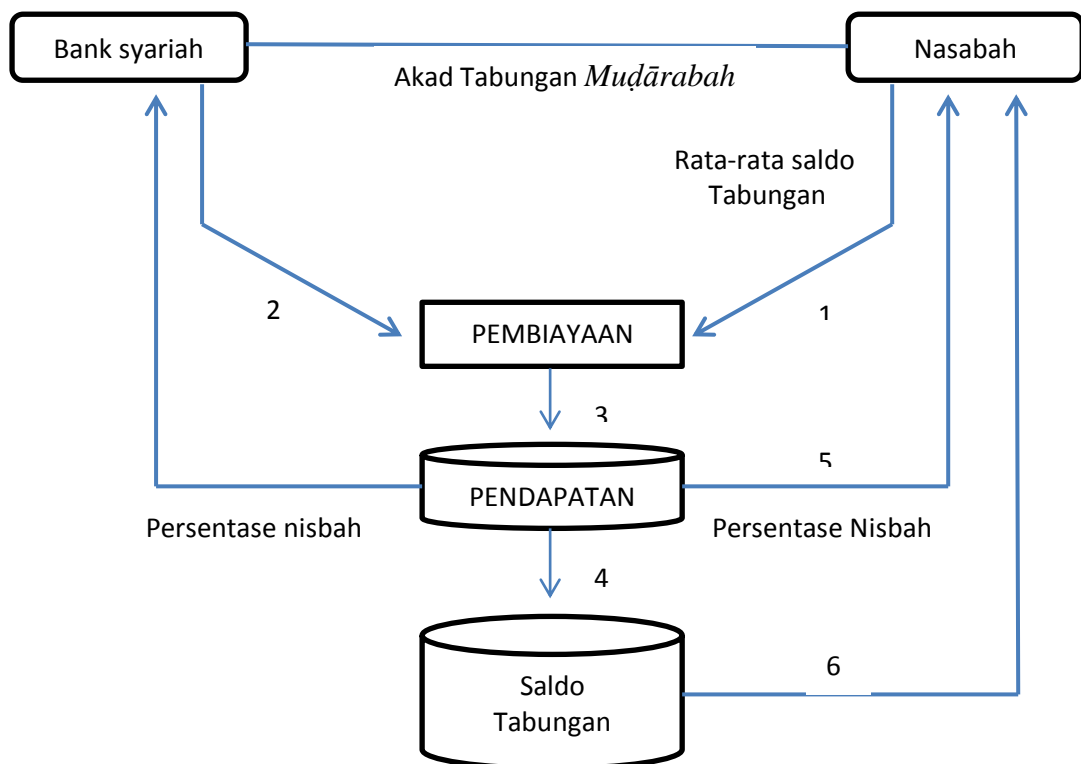 Bank syariah
Nasabah
Akad Tabungan Muḍārabah
Rata-rata saldo
Tabungan
2
1
PEMBIAYAAN
3
5
PENDAPATAN
Persentase nisbah
Persentase Nisbah
4
6
Saldo
Tabungan